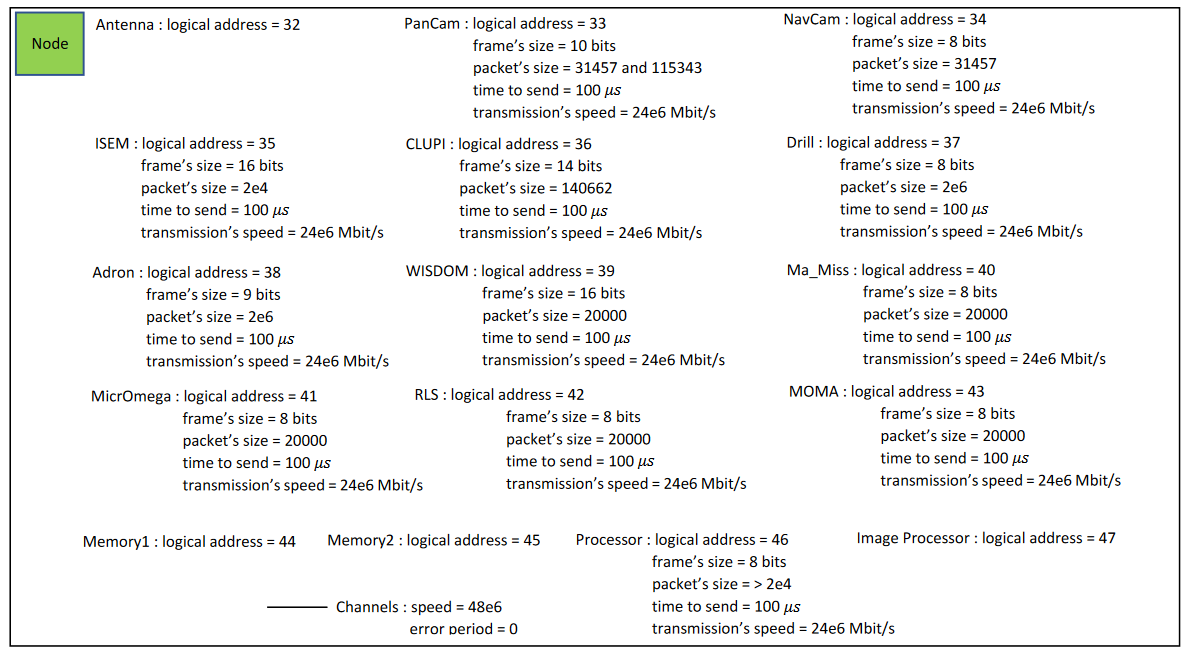 Node
Antenna : logical address = 32
PanCam : logical address = 33
frame’s size = 10 bits
packet’s size = 31457 and 115343
time to send = 100 μs
transmission’s speed = 24e6 Mbit/s
NavCam : logical address = 34
frame’s size = 8 bits
packet’s size = 31457
time to send = 100 μs
transmission’s speed = 24e6 Mbit/s
ISEM : logical address = 35
frame’s size = 16 bits
packet’s size = 2e4
time to send = 100 μs
transmission’s speed = 24e6 Mbit/s
CLUPI : logical address = 36
frame’s size = 14 bits
packet’s size = 140662
time to send = 100 μs
transmission’s speed = 24e6 Mbit/s
Drill : logical address = 37
frame’s size = 8 bits
packet’s size = 2e6
time to send = 100 μs
transmission’s speed = 24e6 Mbit/s
Adron : logical address = 38
frame’s size = 9 bits
packet’s size = 2e6
time to send = 100 μs
transmission’s speed = 24e6 Mbit/s
WISDOM : logical address = 39
frame’s size = 16 bits
packet’s size = 20000
time to send = 100 μs
transmission’s speed = 24e6 Mbit/s
Ma_Miss : logical address = 40
frame’s size = 8 bits
packet’s size = 20000
time to send = 100 μs
transmission’s speed = 24e6 Mbit/s
MicrOmega : logical address = 41
frame’s size = 8 bits
packet’s size = 20000
time to send = 100 μs
transmission’s speed = 24e6 Mbit/s
RLS : logical address = 42
frame’s size = 8 bits
packet’s size = 20000
time to send = 100 μs
transmission’s speed = 24e6 Mbit/s
MOMA : logical address = 43
frame’s size = 8 bits
packet’s size = 20000
time to send = 100 μs
transmission’s speed = 24e6 Mbit/s
Memory1 : logical address = 44
Memory2 : logical address = 45
Processor : logical address = 46
frame’s size = 8 bits
packet’s size = > 2e4
time to send = 100 μs
transmission’s speed = 24e6 Mbit/s
Image Processor : logical address = 47
Channels : speed = 48e6
error period = 0